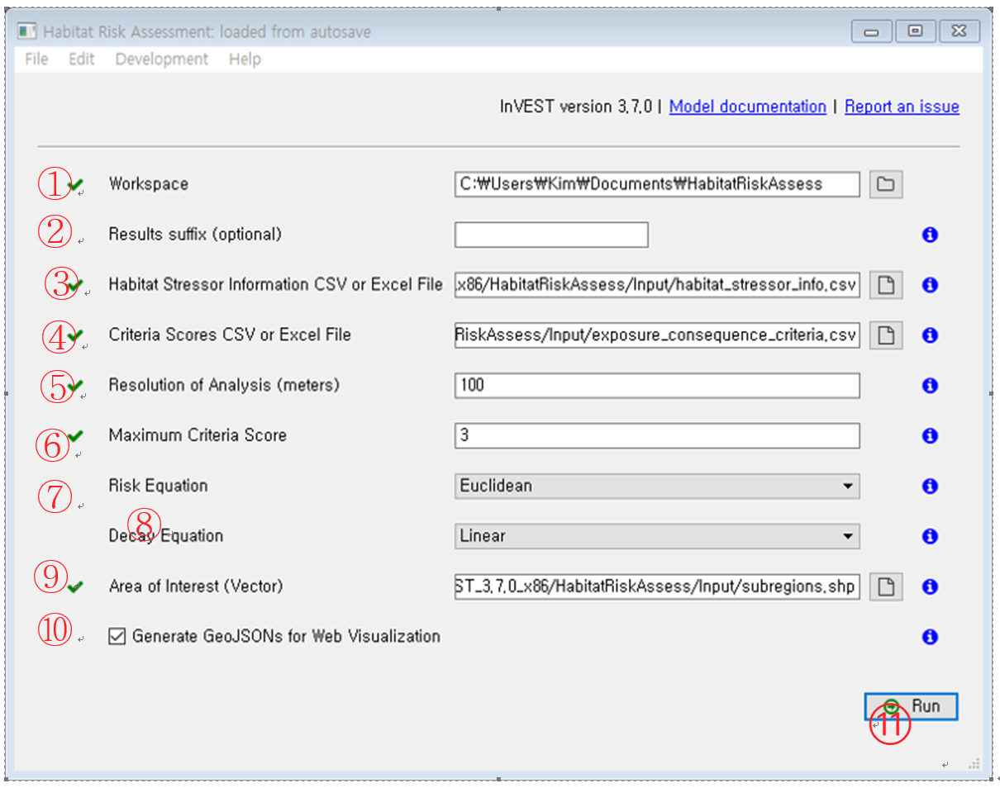 Habitat Risk Assessment: loaded from autosave
File Edit Development Help
InVEST version 3.7.0 | Model documentation | Report an issue
① Workspace C:₩Users₩Kim₩Documents₩HabitatRiskAssess
② Results suffix (optional)
③ Habitat Stressor Information CSV or Excel File x86/HabitatRiskAssess/Input/habitat_stressor_info.csv
④ Criteria Scores CSV or Excel File RiskAssess/Input/exposure_consequence_criteria.csv
⑤ Resolution of Analysis (meters) 100
⑥ Maximum Criteria Score 3
⑦ Risk Equation Euclidean
⑧ Decay Equation Linear
⑨ Area of Interest (Vector) ST_3.7.0_x86/HabitatRiskAssess/Input/subregions.shp
⑩ Generate GeoJSONs for Web Visualization
⑪ Run